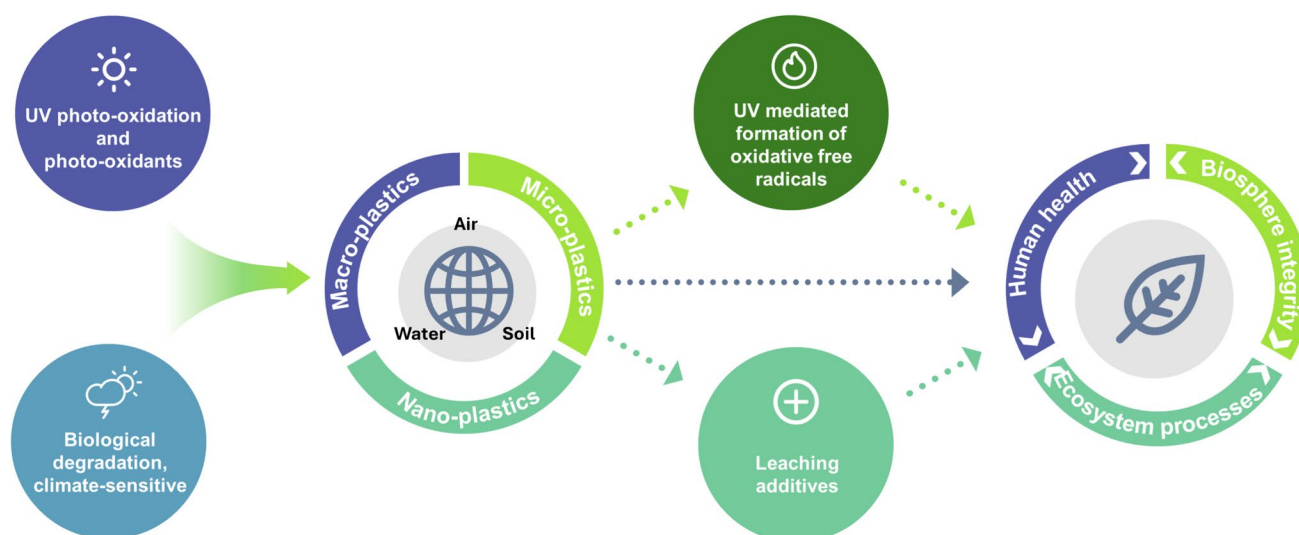 UV photo-oxidation
and
photo-oxidants
Biological
degradation,
climate-sensitive
Macro-plastics
Micro-plastics
Nano-plastics
Air
Water
Soil
UV mediated
formation of
oxidative free
radicals
Leaching
additives
Human health
Biosphere integrity
Ecosystem processes